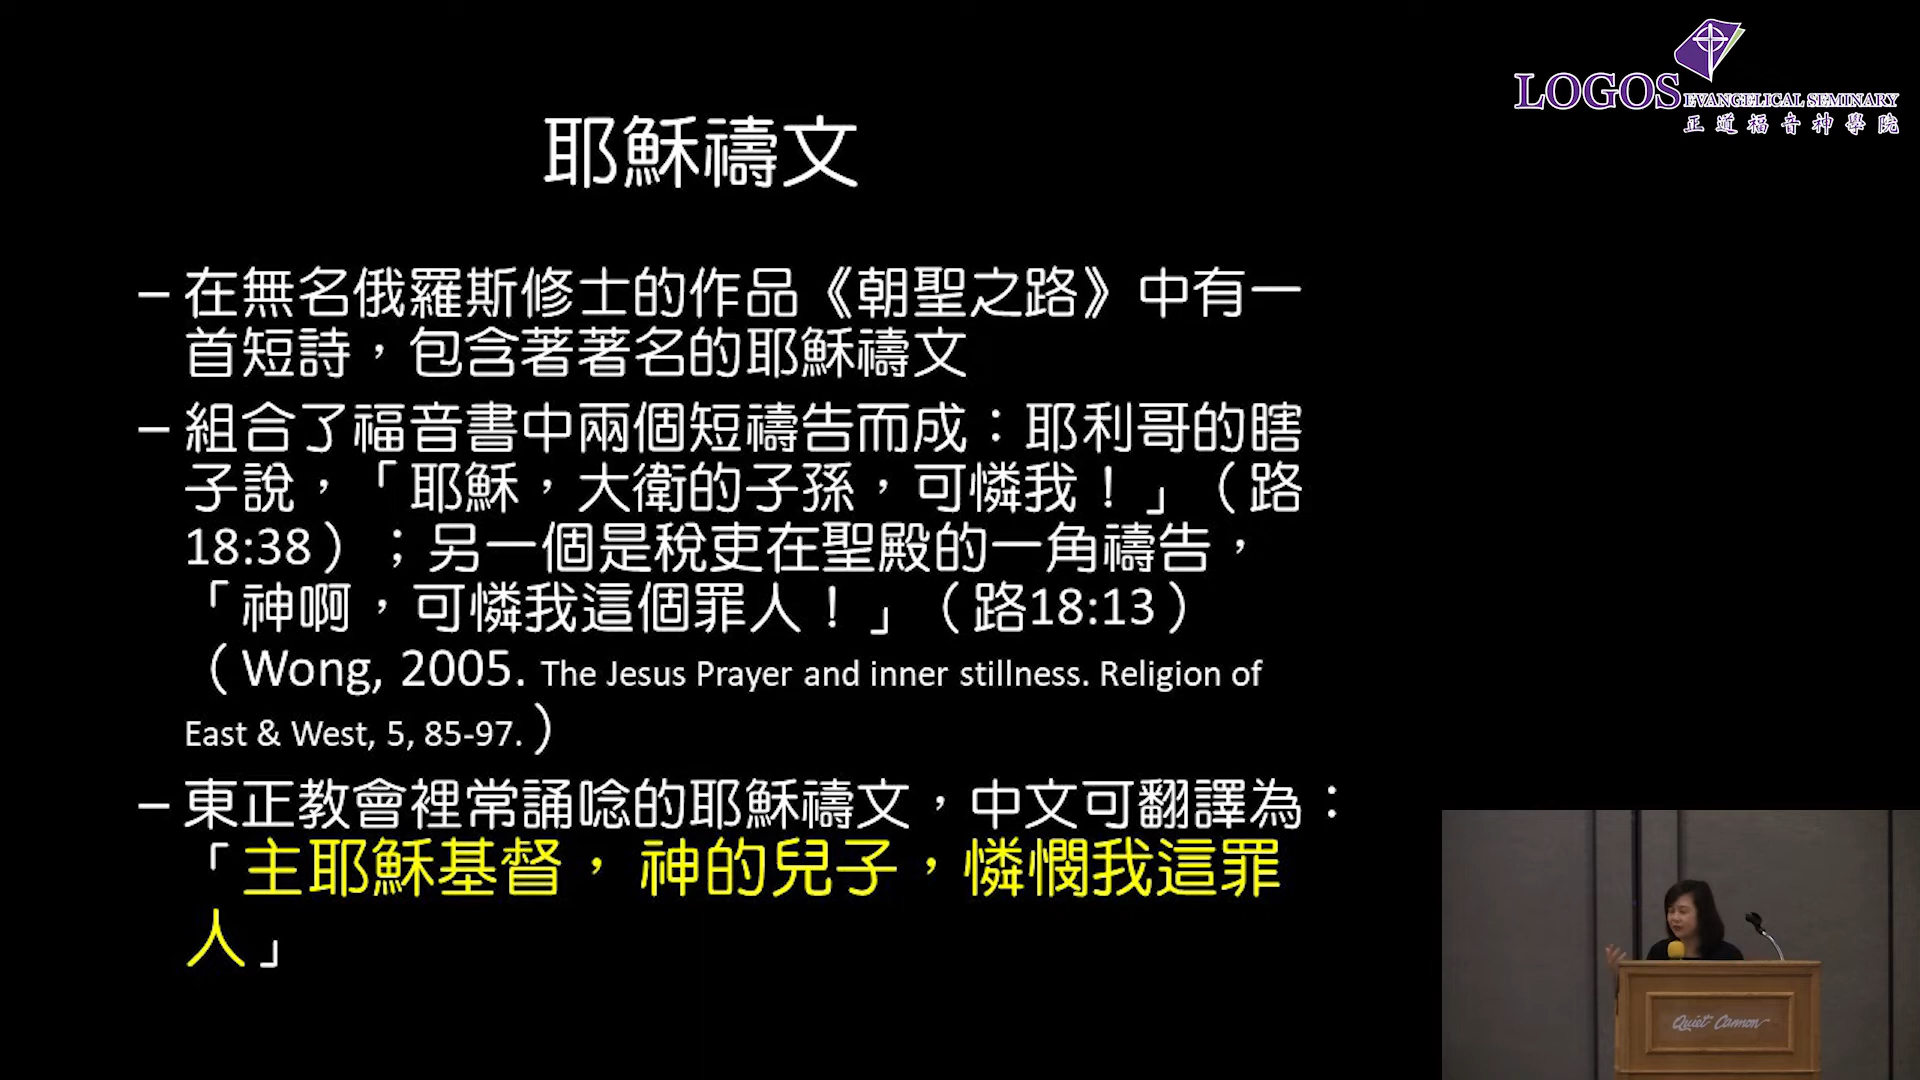 LOGOS EVANGELICAL SEMINARY
正道福音神學院
耶穌禱文
– 在無名俄羅斯修士的作品《朝聖之路》中有一
首短詩，包含著著名的耶穌禱文
– 組合了福音書中兩個短禱告而成：耶利哥的瞎
子說，「耶穌，大衛的子孫，可憐我！」（路
18:38）；另一個是稅吏在聖殿的一角禱告，
「神啊，可憐我這個罪人！」（路18:13）
（Wong, 2005. The Jesus Prayer and inner stillness. Religion of
East & West, 5, 85-97.）
– 東正教會裡常誦唸的耶穌禱文，中文可翻譯為：
「主耶穌基督， 神的兒子，憐憫我這罪
人」
Quiet Cannon